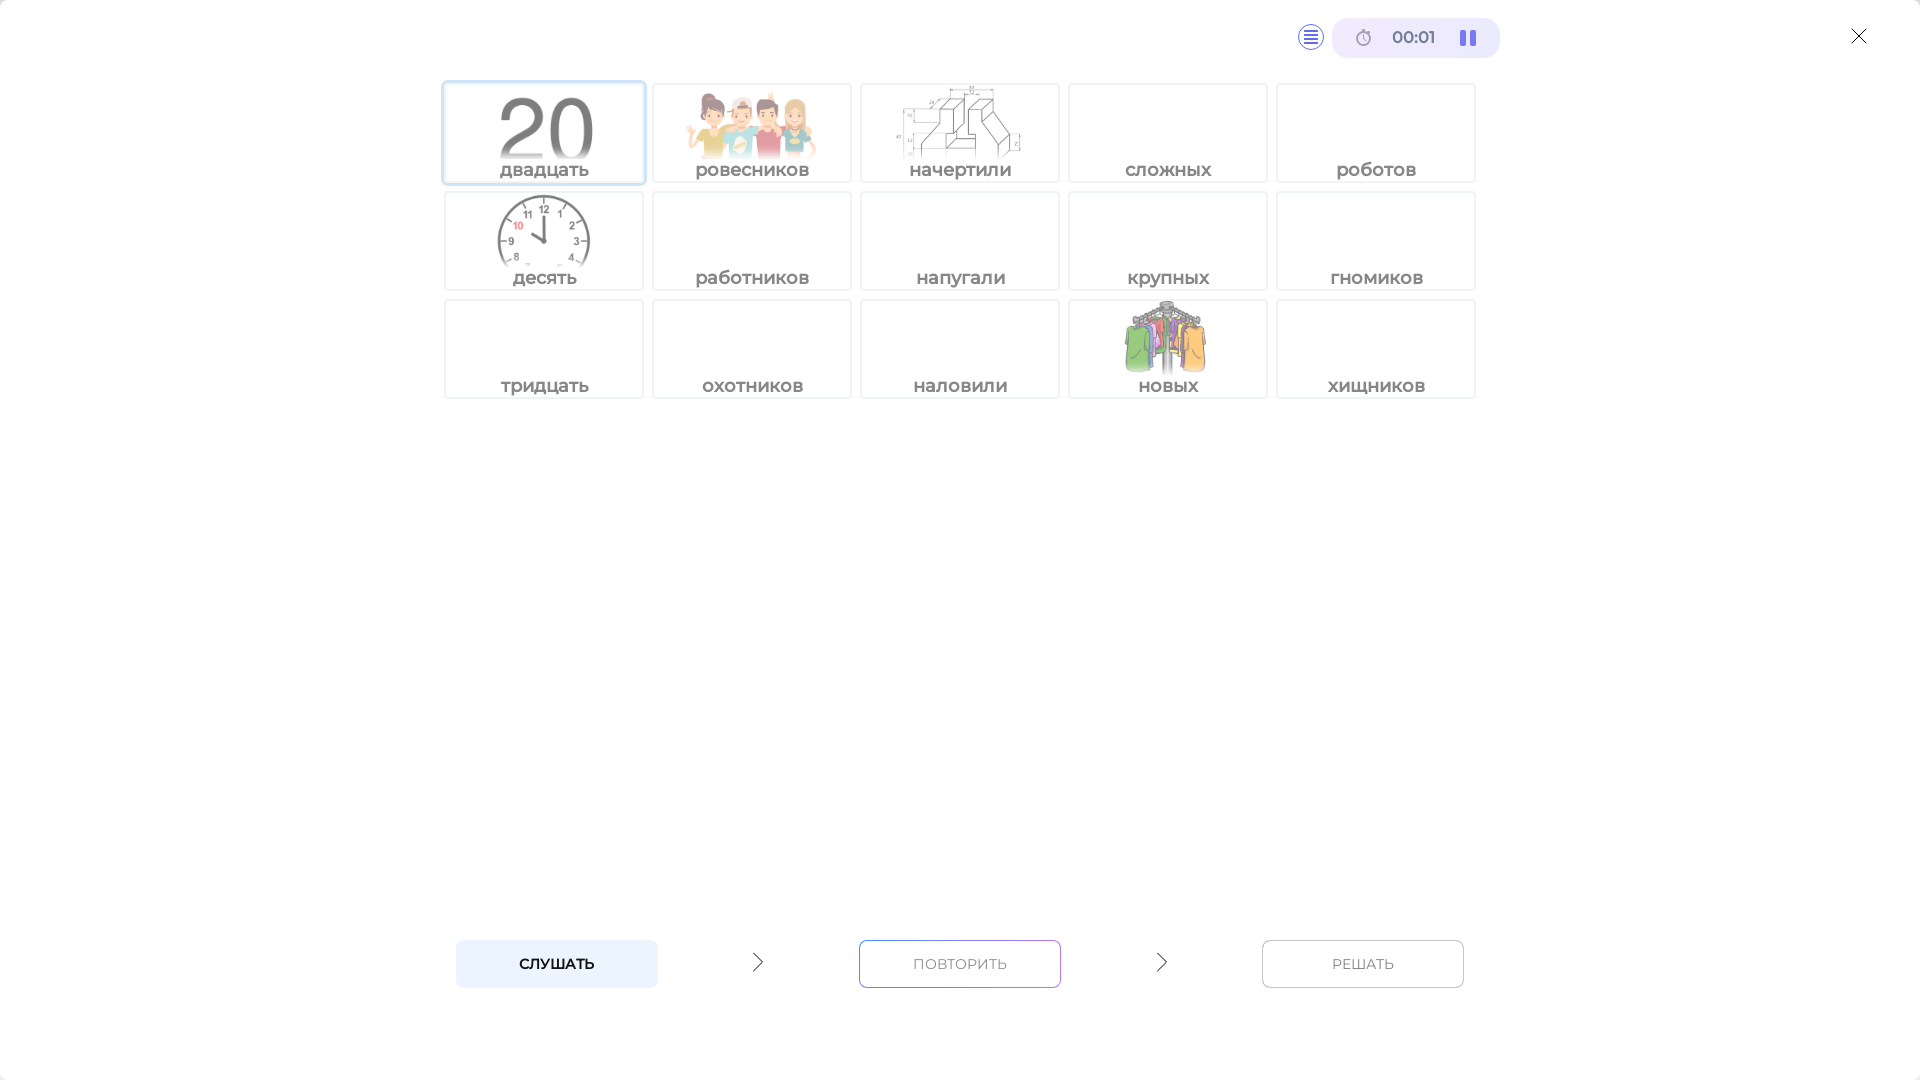 00:01
20
двадцать
ровесников
начертили
сложных
роботов
11 12 1
10 2
9 3
8 4
десять
работников
напугали
крупных
гномиков
тридцать
охотников
наловили
новых
хищников
СЛУШАТЬ
ПОВТОРИТЬ
РЕШАТЬ